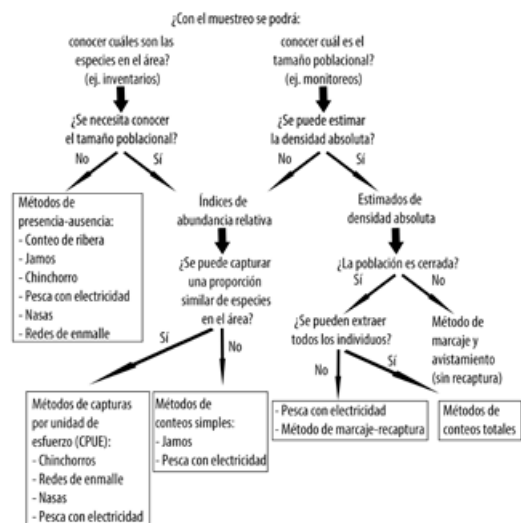 ¿Con el muestreo se podrá:
conocer cuáles son las
especies en el área?
(ej. inventarios)
conocer cuál es el
tamaño poblacional?
(ej. monitoreos)
¿Se necesita conocer
el tamaño poblacional?
¿Se puede estimar
la densidad absoluta?
No
Sí
No
Sí
Métodos de
presencia-ausencia:
- Conteo de ribera
- Jamos
- Chinchorro
- Pesca con electricidad
- Nasas
- Redes de enmalle
Índices de
abundancia relativa
Estimados de
densidad absoluta
¿Se puede capturar
una proporción
similar de especies
en el área?
¿La población es cerrada?
Sí
No
¿Se pueden extraer
todos los individuos?
Método de
marcaje y
avistamiento
(sin recaptura)
Sí
No
No
Sí
Métodos de capturas
por unidad de
esfuerzo (CPUE):
- Chinchorros
- Redes de enmalle
- Nasas
- Pesca con electricidad
Métodos de
conteos simples:
- Jamos
- Pesca con electricidad
- Pesca con electricidad
- Método de marcaje-recaptura
Métodos de
conteos totales